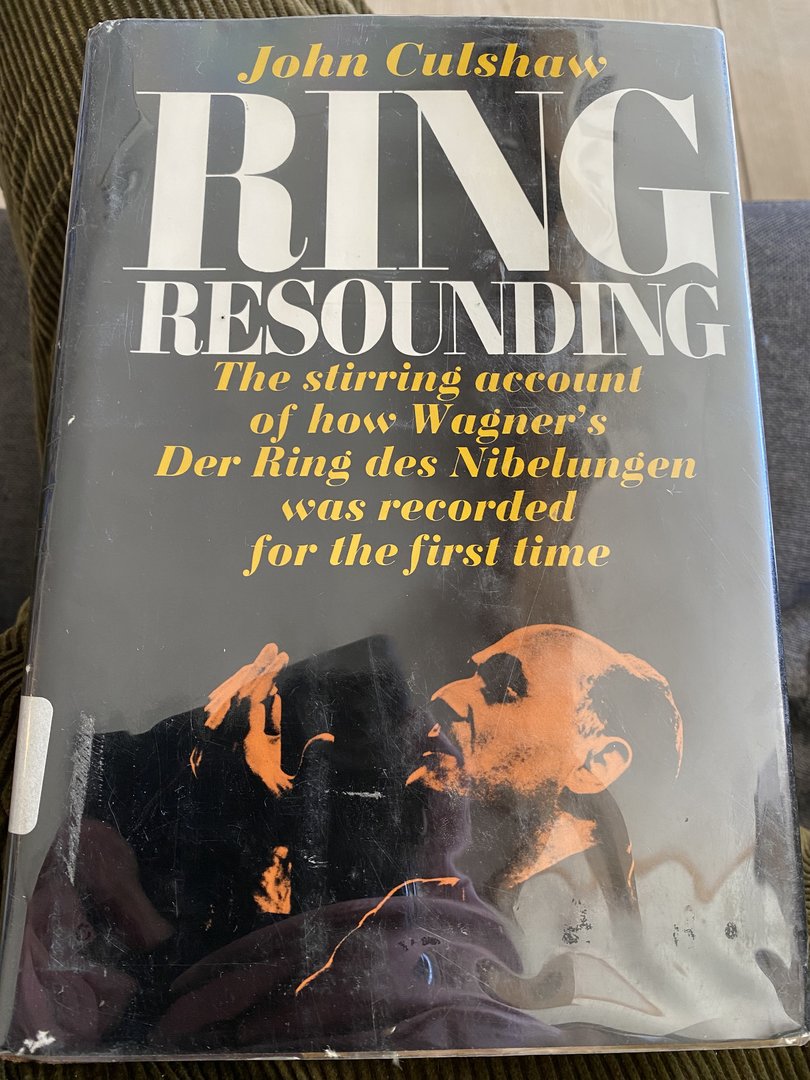 John Culshaw
RING
RESOUNDING
The stirring account
of how Wagner's
Der Ring des Nibelungen
was recorded
for the first time